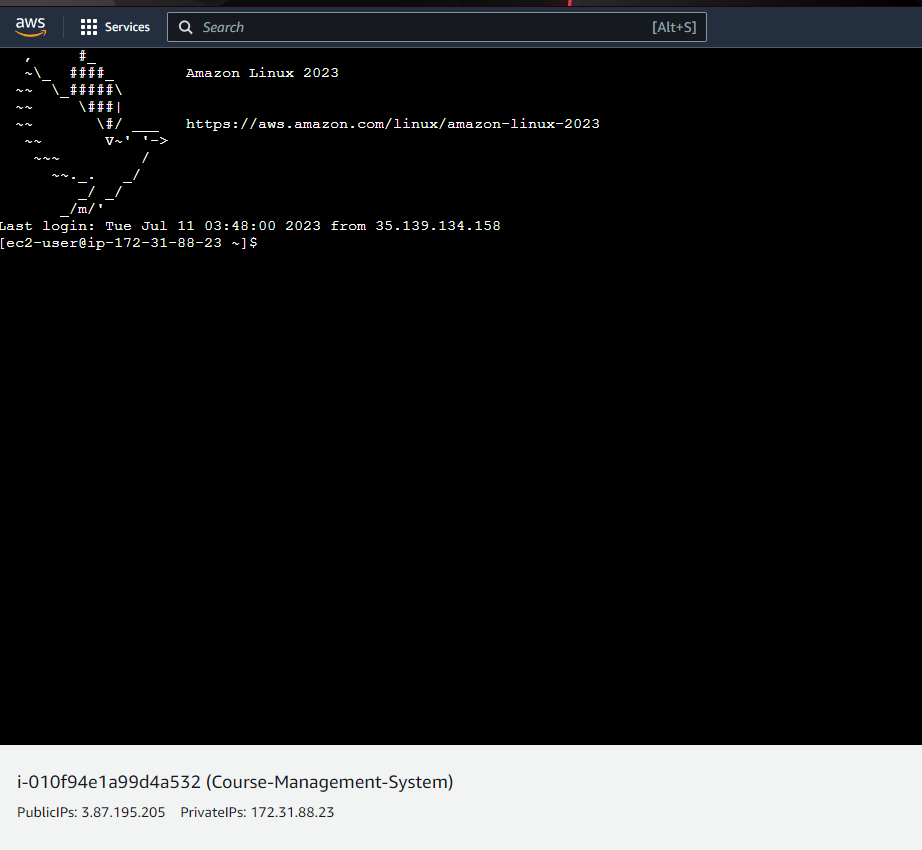 aws Services Search [Alt+S]
   ,     #_
   ~\_  ####_        Amazon Linux 2023
  ~~  \_#####\
  ~~     \###|
  ~~       \#/ ___   https://aws.amazon.com/linux/amazon-linux-2023
   ~~       V~' '->
    ~~~         /
      ~~._.   _/
         _/ _/
       _/m/'
Last login: Tue Jul 11 03:48:00 2023 from 35.139.134.158
[ec2-user@ip-172-31-88-23 ~]$
i-010f94e1a99d4a532 (Course-Management-System)
PublicIPs: 3.87.195.205 PrivateIPs: 172.31.88.23